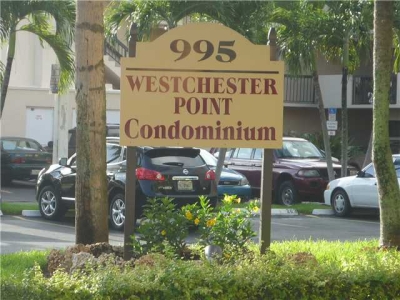 995
WESTCHESTER
POINT
Condominium